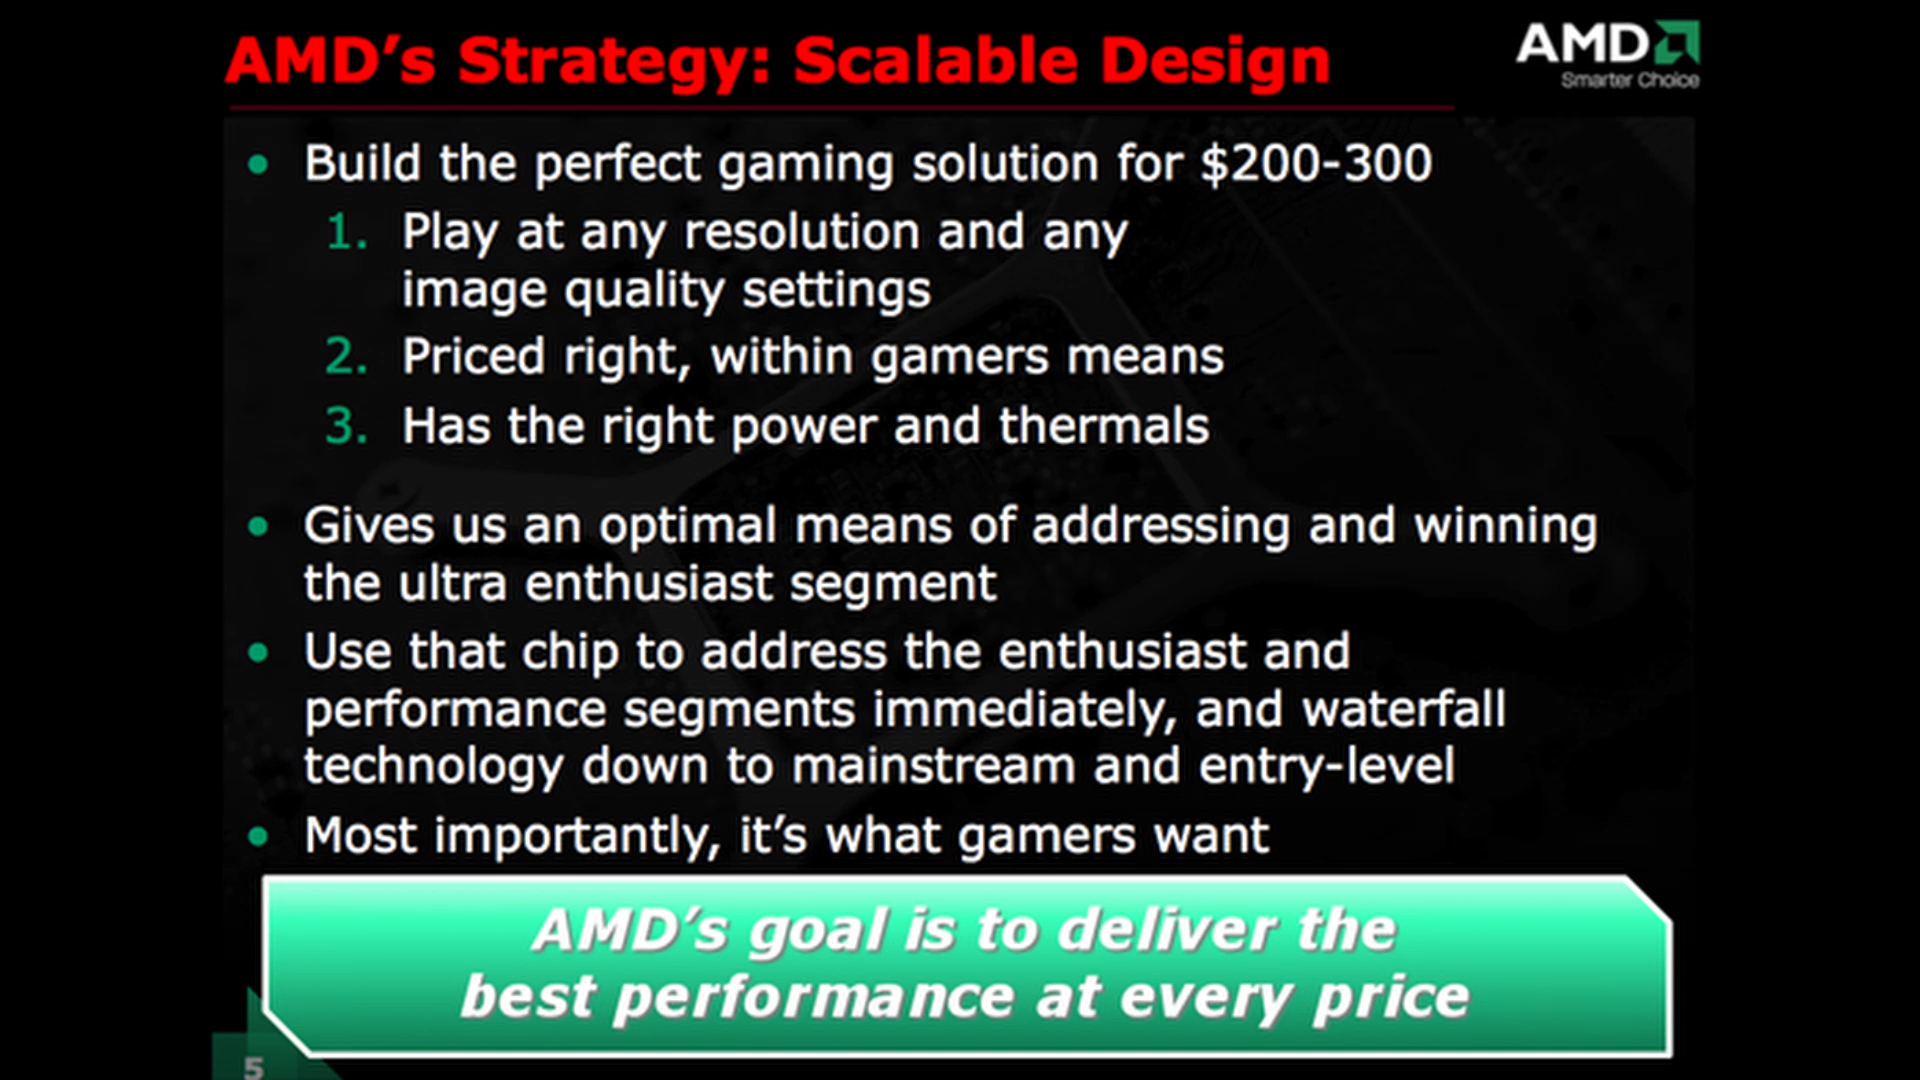 AMD's Strategy: Scalable Design
AMD
Smarter Choice
• Build the perfect gaming solution for $200-300
1. Play at any resolution and any
image quality settings
2. Priced right, within gamers means
3. Has the right power and thermals
• Gives us an optimal means of addressing and winning
the ultra enthusiast segment
• Use that chip to address the enthusiast and
performance segments immediately, and waterfall
technology down to mainstream and entry-level
• Most importantly, it's what gamers want
AMD's goal is to deliver the
best performance at every price
5